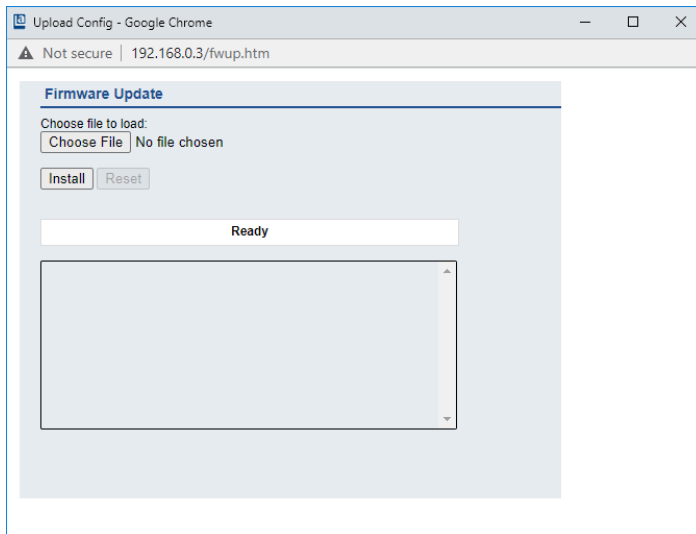 Upload Config - Google Chrome
Not secure | 192.168.0.3/fwup.htm
Firmware Update
Choose file to load:
Choose File No file chosen
Install Reset
Ready